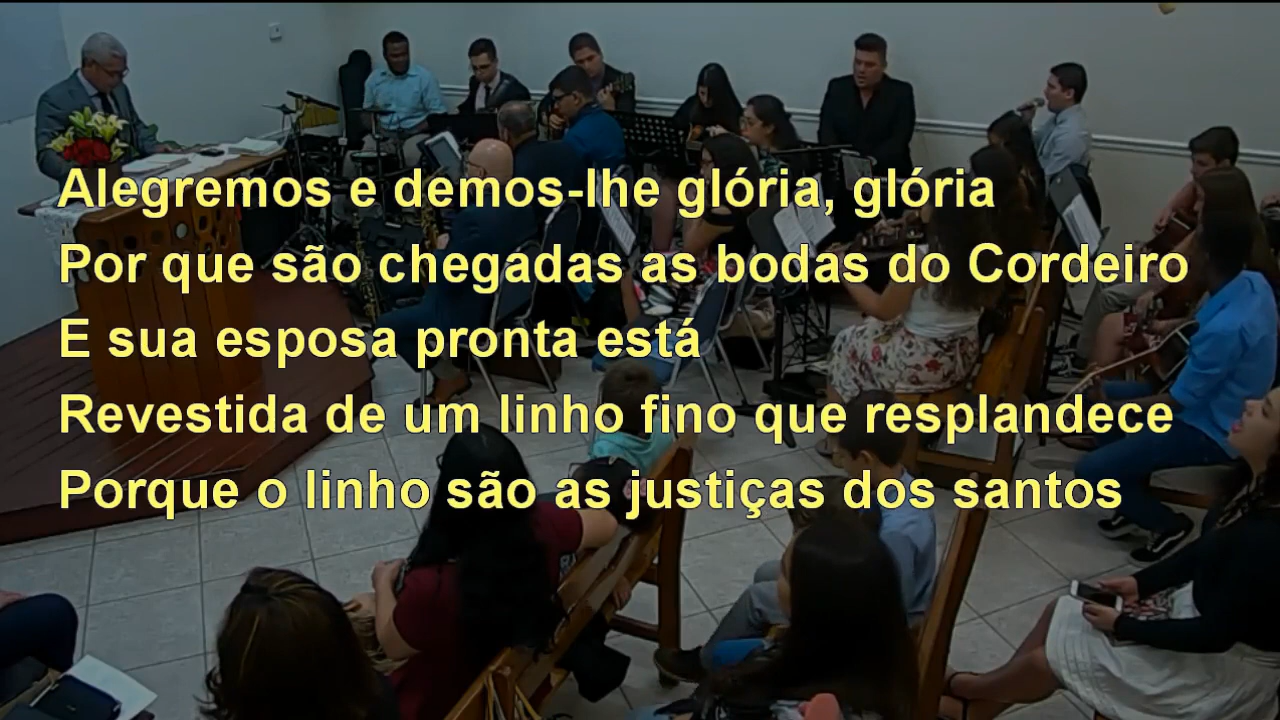 Alegremos e demos-lhe glória, glória
Por que são chegadas as bodas do Cordeiro
E sua esposa pronta está
Revestida de um linho fino que resplandece
Porque o linho são as justiças dos santos